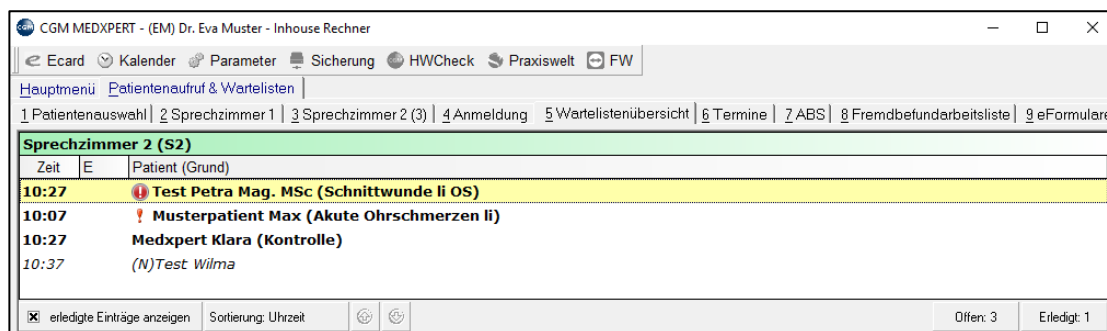 CGM MEDXPERT - (EM) Dr. Eva Muster - Inhouse Rechner
Ecard Kalender Parameter Sicherung HWCheck Praxiswelt FW
Hauptmenü Patientenaufruf & Wartelisten
1 Patientenauswahl 2 Sprechzimmer 1 3 Sprechzimmer 2 (3) 4 Anmeldung 5 Wartelistenübersicht 6 Termine 7 ABS 8 Fremdbefundarbeitsliste 9 eFormulare
Sprechzimmer 2 (S2)
Zeit E Patient (Grund)
10:27 Test Petra Mag. MSc (Schnittwunde li OS)
10:07 Musterpatient Max (Akute Ohrschmerzen li)
10:27 Medxpert Klara (Kontrolle)
10:37 (N)Test Wilma
erledigte Einträge anzeigen Sortierung: Uhrzeit Offen: 3 Erledigt: 1